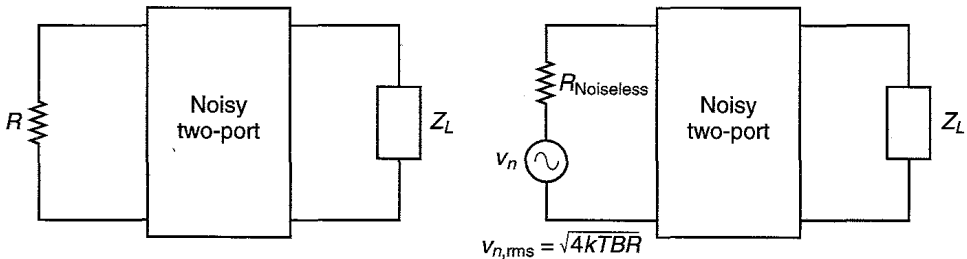 R
Noisy
two-port
Z_L
R_Noiseless
v_n
Noisy
two-port
Z_L
v_n,rms = √4kTBR